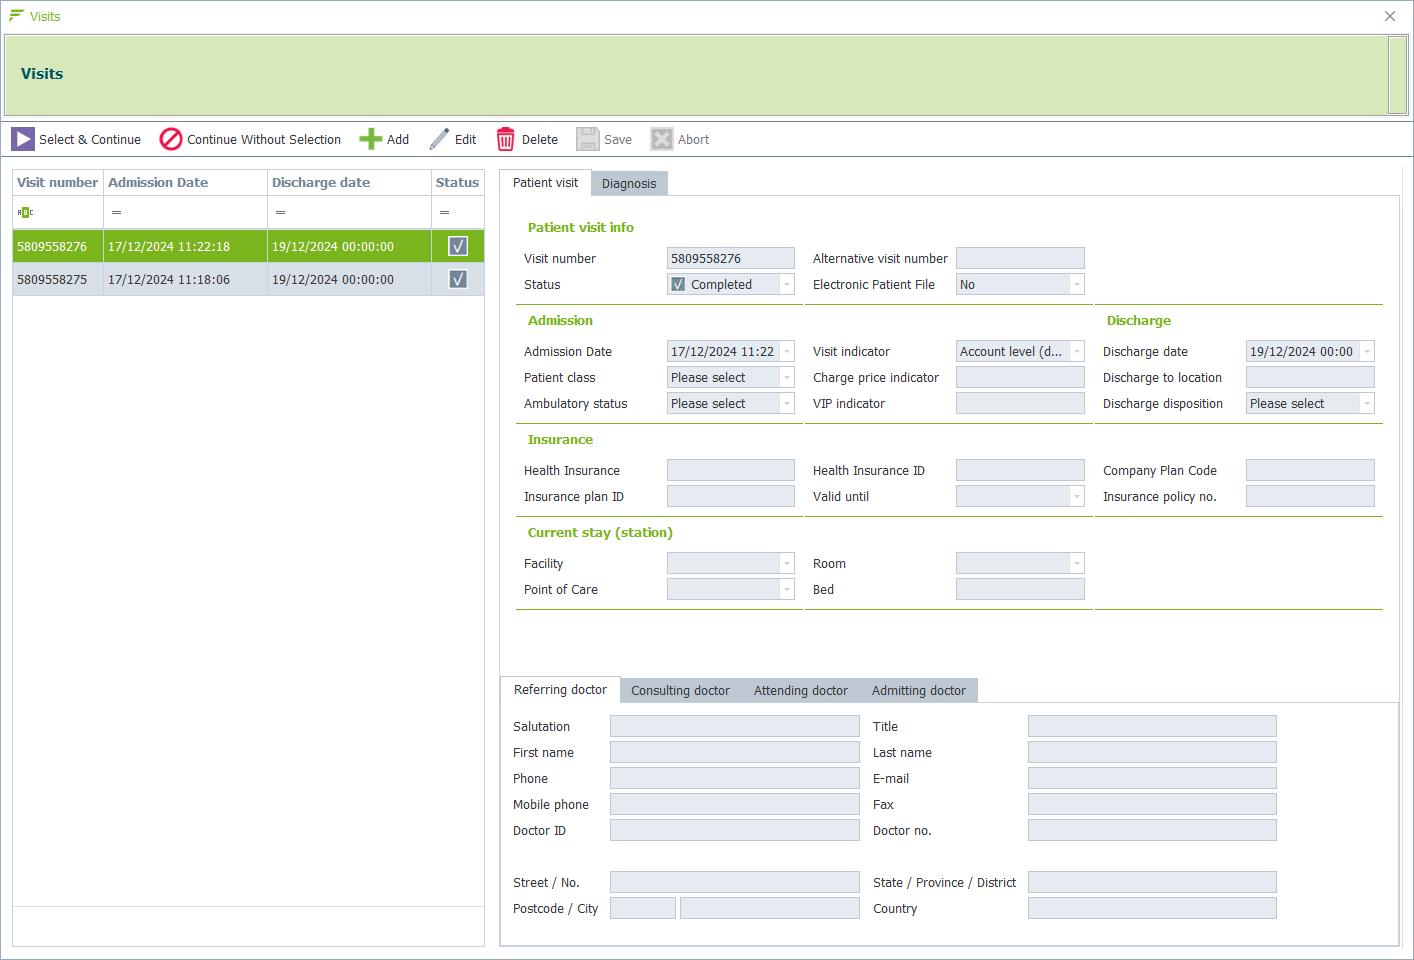 Visits
Visits
Select & Continue Continue Without Selection Add Edit Delete Save Abort
Visit number Admission Date Discharge date Status
= = =
5809558276 17/12/2024 11:22:18 19/12/2024 00:00:00
5809558275 17/12/2024 11:18:06 19/12/2024 00:00:00
Patient visit Diagnosis
Patient visit info
Visit number 5809558276 Alternative visit number
Status Completed Electronic Patient File No
Admission Discharge
Admission Date 17/12/2024 11:22 Visit indicator Account level (d... Discharge date 19/12/2024 00:00
Patient class Please select Charge price indicator Discharge to location
Ambulatory status Please select VIP indicator Discharge disposition Please select
Insurance
Health Insurance Health Insurance ID Company Plan Code
Insurance plan ID Valid until Insurance policy no.
Current stay (station)
Facility Room
Point of Care Bed
Referring doctor Consulting doctor Attending doctor Admitting doctor
Salutation Title
First name Last name
Phone E-mail
Mobile phone Fax
Doctor ID Doctor no.
Street / No. State / Province / District
Postcode / City Country